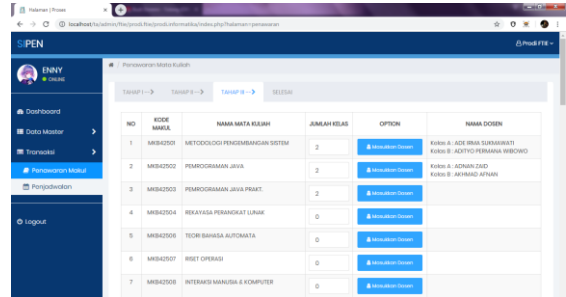 Halaman | Proses
localhost/ta/admin/ftie/prodi.ftie/prodi.informatika/index.php?halaman=penawaran
SIPEN
Prodi FTIE
ENNY
ONLINE
Dashboard
Data Master
Transaksi
Penawaran Makul
Penjadwalan
Logout
Penawaran Mata Kuliah
TAHAP I -->
TAHAP II -->
TAHAP III -->
SELESAI
NO KODE MAKUL NAMA MATA KULIAH JUMLAH KELAS OPTION NAMA DOSEN
1 MKB42501 METODOLOGI PENGEMBANGAN SISTEM 2 Masukkan Dosen Kelas A : ADE RIMA SUKMAWATI
Kelas B : ADITYO PERMANA WIBOWO
2 MKB42502 PEMROGRAMAN JAVA 2 Masukkan Dosen Kelas A : ADNAN ZAID
Kelas B : AKHMAD AFNAN
3 MKB42503 PEMROGRAMAN JAVA PRAKT. 2 Masukkan Dosen
4 MKB42504 REKAYASA PERANGKAT LUNAK 0 Masukkan Dosen
5 MKB42506 TEORI BAHASA AUTOMATA 0 Masukkan Dosen
6 MKB42507 RISET OPERASI 0 Masukkan Dosen
7 MKB42508 INTERAKSI MANUSIA & KOMPUTER 0 Masukkan Dosen